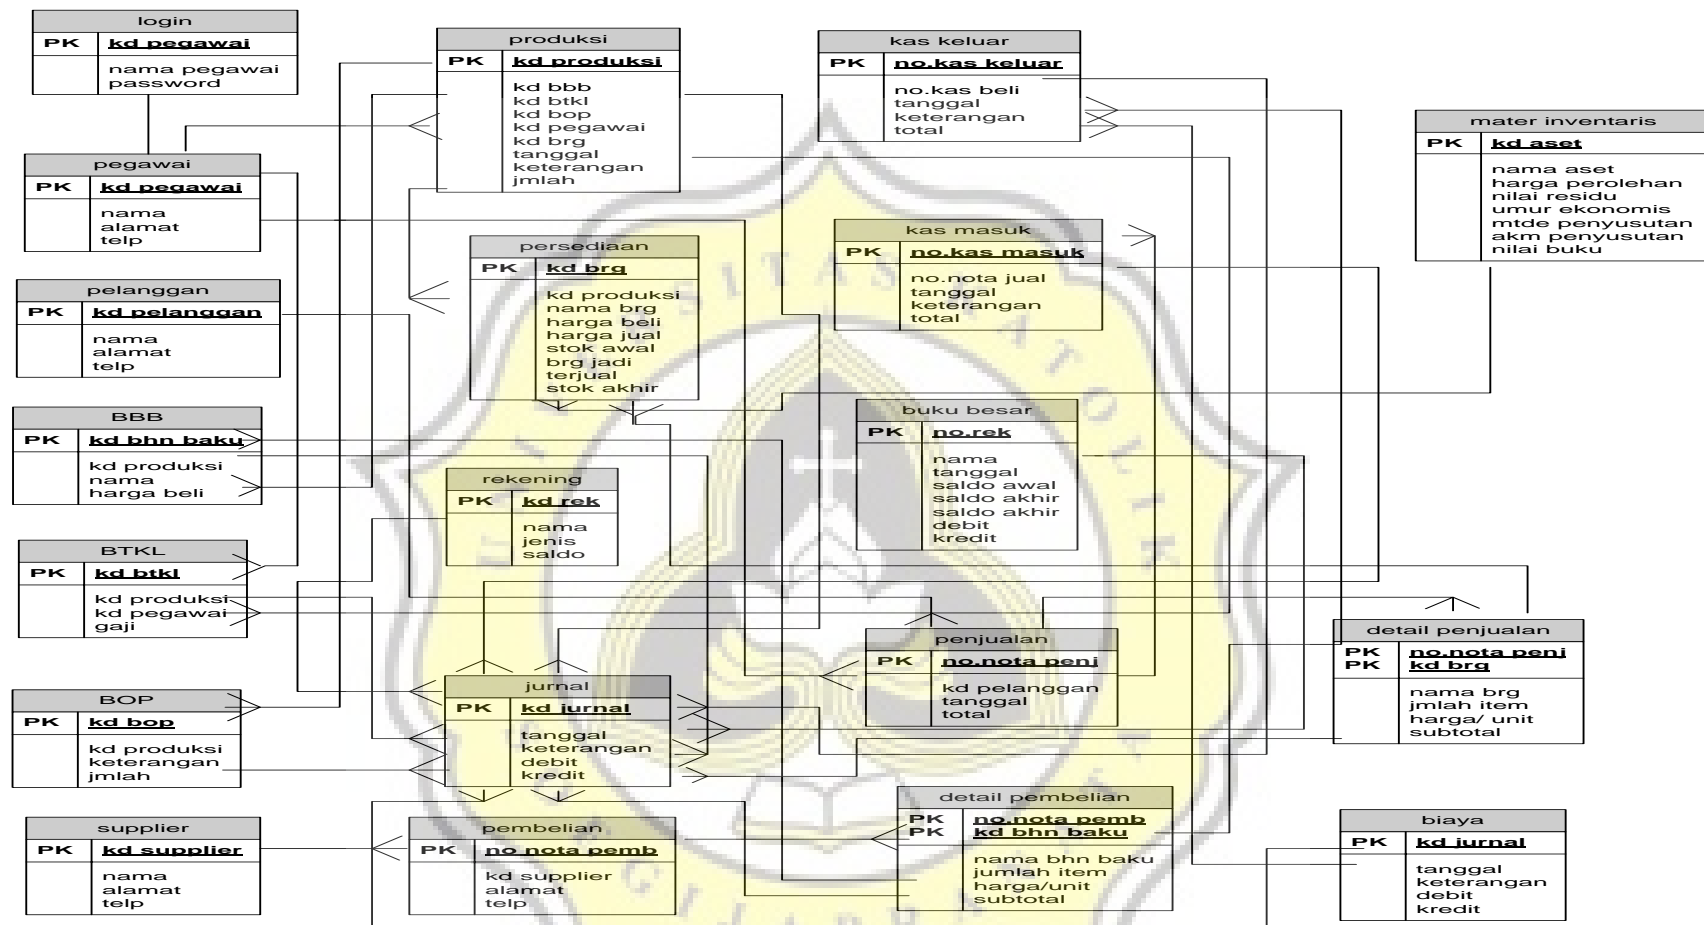 login
PK kd pegawai
nama pegawai
password
produksi
PK kd produksi
kd bbb
kd btkl
kd bop
kd pegawai
kd brg
tanggal
keterangan
jmlah
kas keluar
PK no.kas keluar
no.kas beli
tanggal
keterangan
total
mater inventaris
PK kd aset
nama aset
harga perolehan
nilai residu
umur ekonomis
mtde penyusutan
akm penyusutan
nilai buku
pegawai
PK kd pegawai
nama
alamat
telp
persediaan
PK kd brg
kd produksi
nama brg
harga beli
harga jual
stok awal
brg jadi
terjual
stok akhir
kas masuk
PK no.kas masuk
no.nota jual
tanggal
keterangan
total
pelanggan
PK kd pelanggan
nama
alamat
telp
BBB
PK kd bhn baku
kd produksi
nama
harga beli
rekening
PK kd rek
nama
jenis
saldo
buku besar
PK no.rek
nama
tanggal
saldo awal
saldo akhir
saldo akhir
debit
kredit
BTKL
PK kd btkl
kd produksi
kd pegawai
gaji
penjualan
PK no.nota penj
kd pelanggan
tanggal
total
detail penjualan
PK no.nota penj
PK kd brg
nama brg
jmlah item
harga/ unit
subtotal
BOP
PK kd bop
kd produksi
keterangan
jmlah
jurnal
PK kd jurnal
tanggal
keterangan
debit
kredit
supplier
PK kd supplier
nama
alamat
telp
pembelian
PK no nota pemb
kd supplier
alamat
telp
detail pembelian
PK no.nota pemb
PK kd bhn baku
nama bhn baku
jumlah item
harga/unit
subtotal
biaya
PK kd jurnal
tanggal
keterangan
debit
kredit